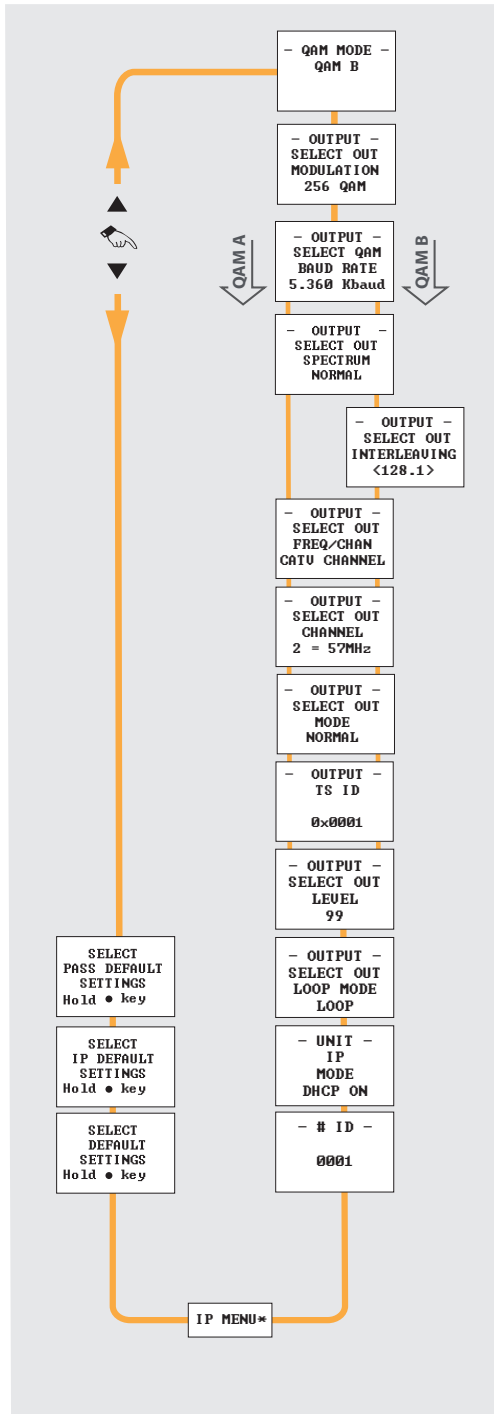 - QAM MODE -
QAM B
- OUTPUT -
SELECT OUT
MODULATION
256 QAM
QAM A
- OUTPUT -
SELECT QAM
BAUD RATE
5.360 Kbaud
QAM B
- OUTPUT -
SELECT OUT
SPECTRUM
NORMAL
- OUTPUT -
SELECT OUT
INTERLEAVING
<128.1>
- OUTPUT -
SELECT OUT
FREQ/CHAN
CATV CHANNEL
- OUTPUT -
SELECT OUT
CHANNEL
2 = 57MHz
- OUTPUT -
SELECT OUT
MODE
NORMAL
- OUTPUT -
TS ID
0x0001
- OUTPUT -
SELECT OUT
LEVEL
99
- OUTPUT -
SELECT OUT
LOOP MODE
LOOP
- UNIT -
IP
MODE
DHCP ON
- # ID -
0001
SELECT
PASS DEFAULT
SETTINGS
Hold ● key
SELECT
IP DEFAULT
SETTINGS
Hold ● key
SELECT
DEFAULT
SETTINGS
Hold ● key
IP MENU*